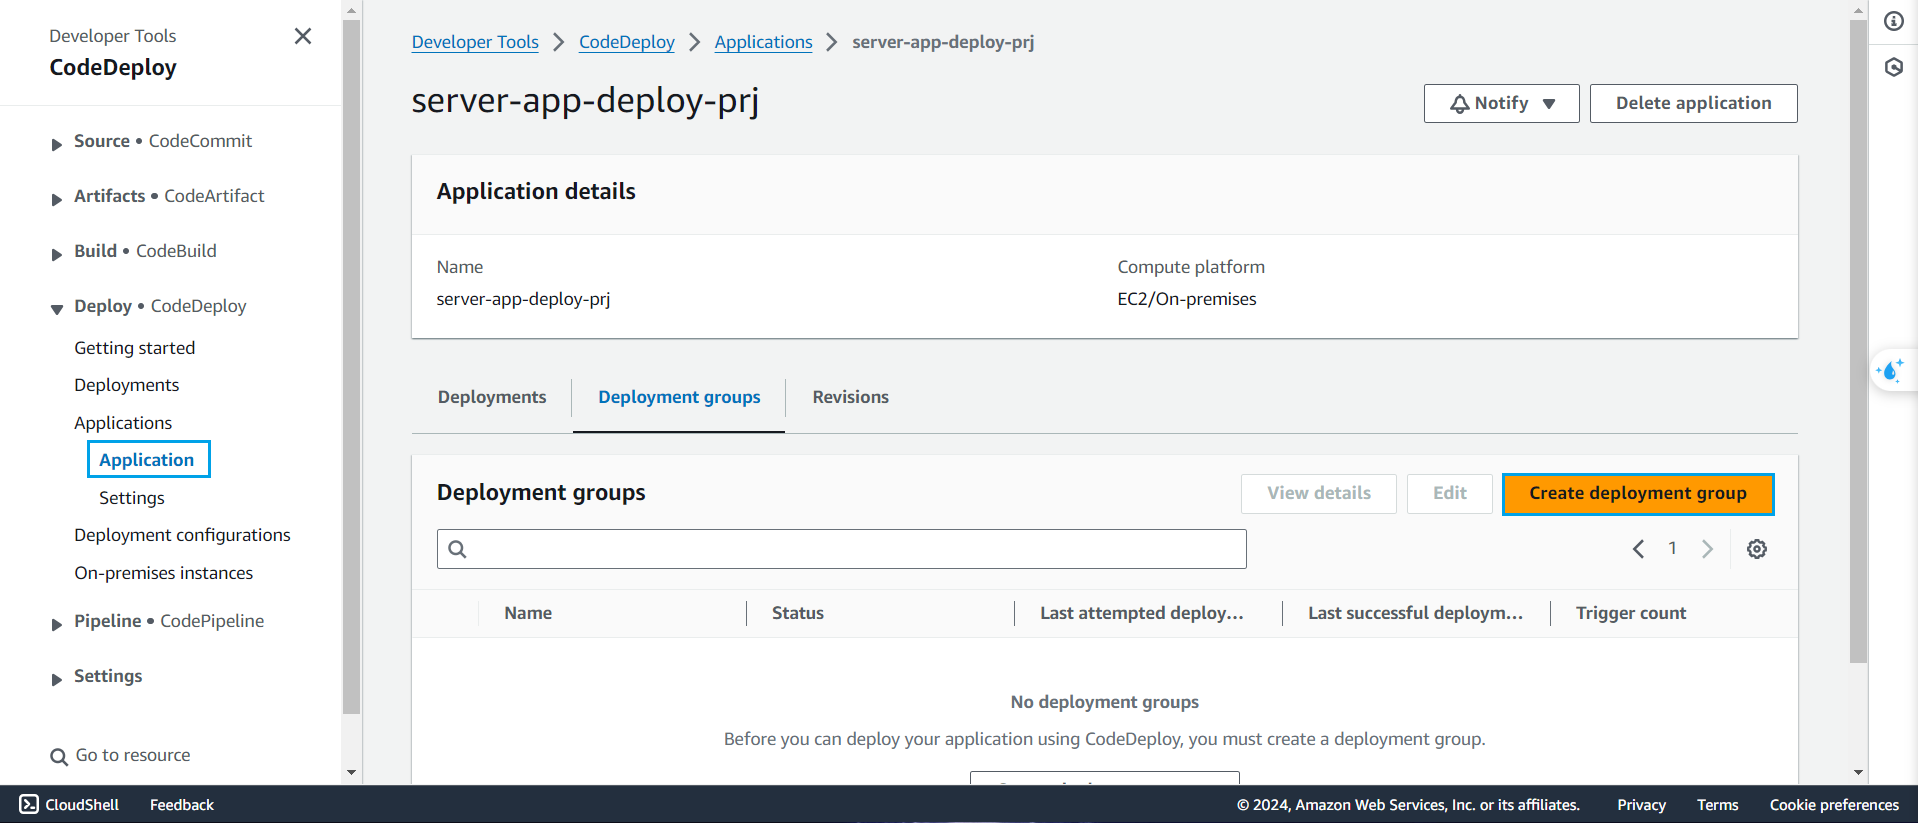 Developer Tools
CodeDeploy
Source • CodeCommit
Artifacts • CodeArtifact
Build • CodeBuild
Deploy • CodeDeploy
Getting started
Deployments
Applications
Application
Settings
Deployment configurations
On-premises instances
Pipeline • CodePipeline
Settings
Go to resource
Developer Tools > CodeDeploy > Applications > server-app-deploy-prj
server-app-deploy-prj
Notify
Delete application
Application details
Name
server-app-deploy-prj
Compute platform
EC2/On-premises
Deployments
Deployment groups
Revisions
Deployment groups
View details
Edit
Create deployment group
1
Name
Status
Last attempted deploy...
Last successful deploym...
Trigger count
No deployment groups
Before you can deploy your application using CodeDeploy, you must create a deployment group.
CloudShell
Feedback
© 2024, Amazon Web Services, Inc. or its affiliates.
Privacy
Terms
Cookie preferences